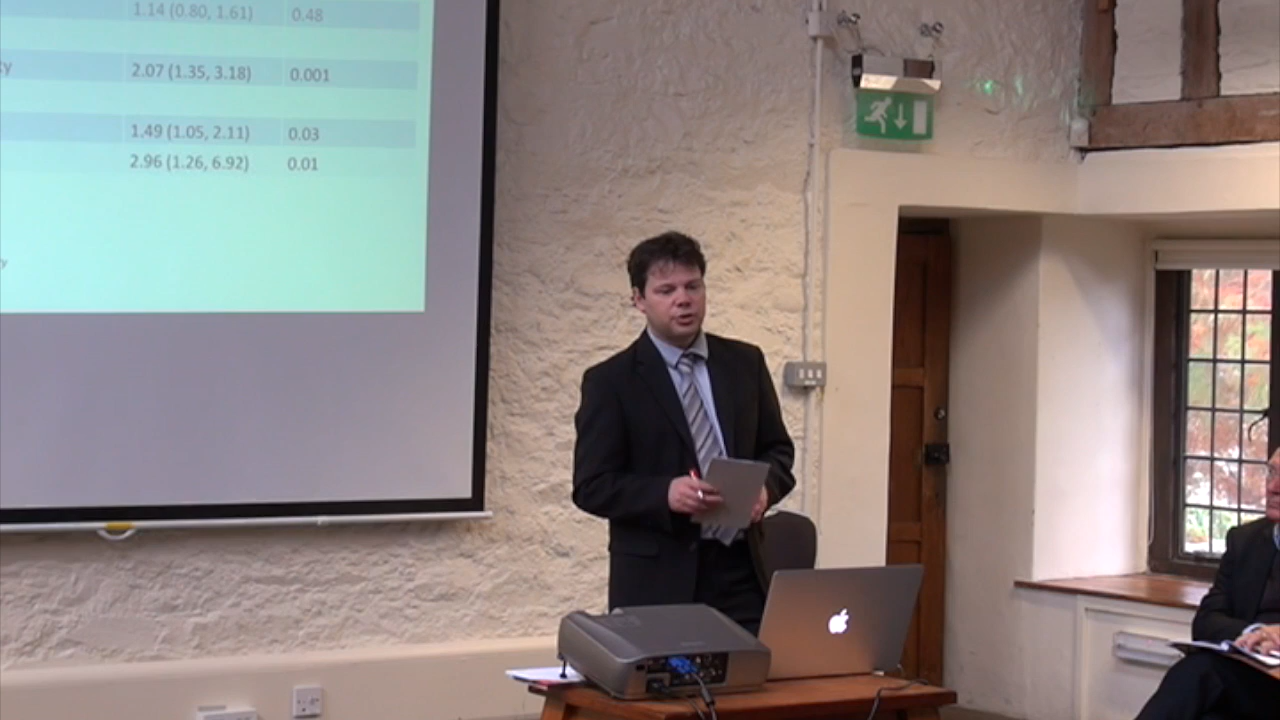 1.14 (0.80, 1.61) 0.48
2.07 (1.35, 3.18) 0.001
1.49 (1.05, 2.11) 0.03
2.96 (1.26, 6.92) 0.01